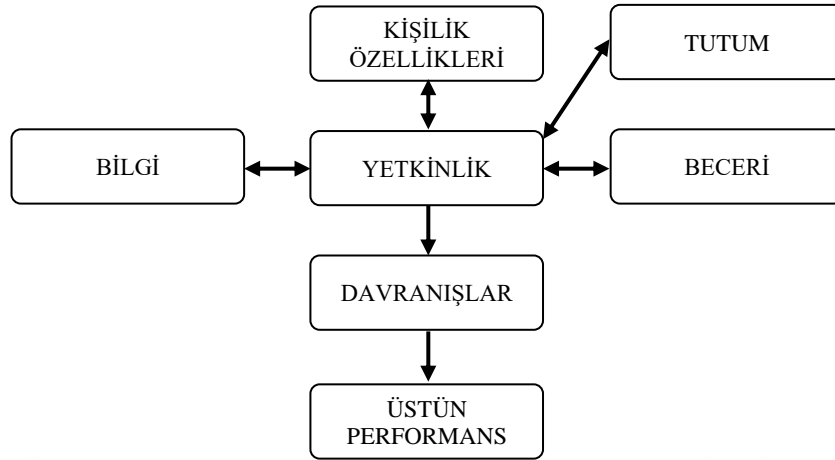 KİŞİLİK
ÖZELLİKLERİ
TUTUM
BİLGİ
YETKİNLİK
BECERİ
DAVRANIŞLAR
ÜSTÜN
PERFORMANS